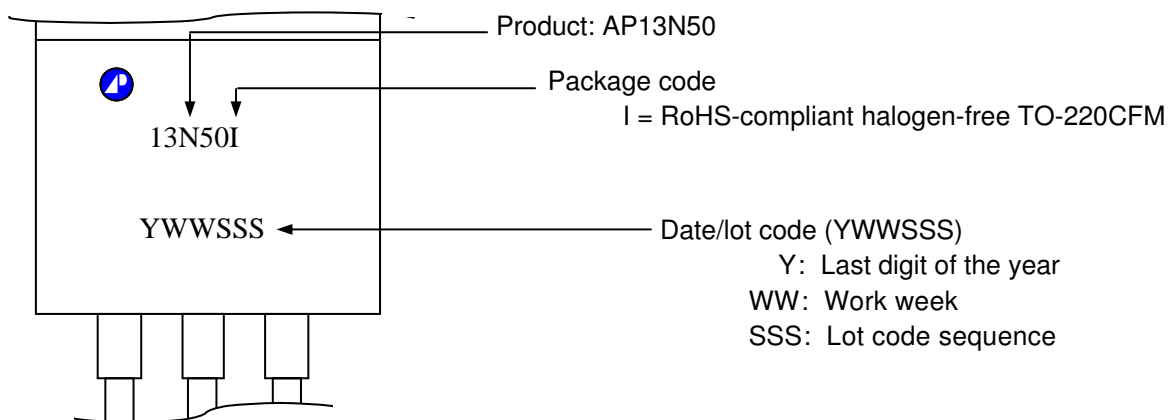 Product: AP13N50
Package code
I = RoHS-compliant halogen-free TO-220CFM
AP
13N50I
YWWSSS
Date/lot code (YWWSSS)
Y: Last digit of the year
WW: Work week
SSS: Lot code sequence